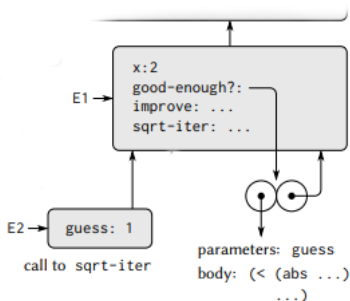 x:2
good-enough?:
E1
improve: ...
sqrt-iter: ...
E2
guess: 1
call to sqrt-iter
parameters: guess
body: (< (abs ...)
...)